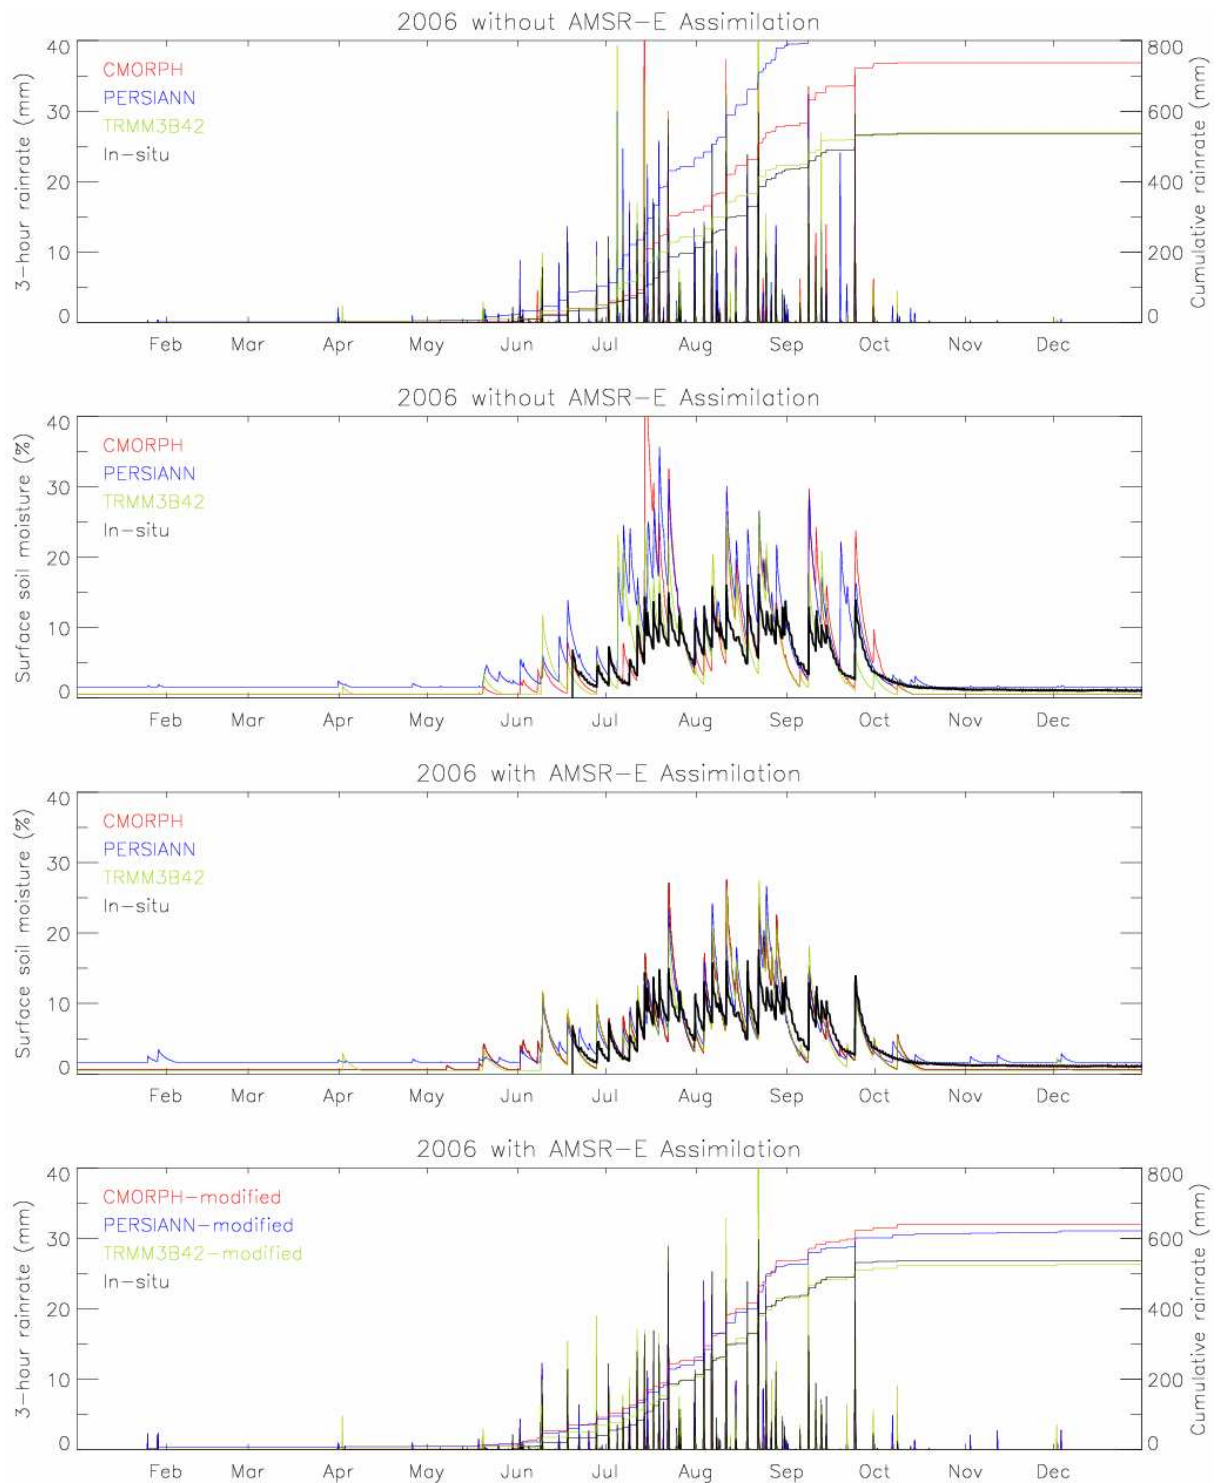 2006 without AMSR-E Assimilation
CMORPH
PERSIANN
TRMM3B42
In-situ
3-hour rainrate (mm)
40
30
20
10
0
Cumulative rainrate (mm)
800
600
400
200
0
Feb Mar Apr May Jun Jul Aug Sep Oct Nov Dec
2006 without AMSR-E Assimilation
CMORPH
PERSIANN
TRMM3B42
In-situ
Surface soil moisture (%)
40
30
20
10
0
Feb Mar Apr May Jun Jul Aug Sep Oct Nov Dec
2006 with AMSR-E Assimilation
CMORPH
PERSIANN
TRMM3B42
In-situ
Surface soil moisture (%)
40
30
20
10
0
Feb Mar Apr May Jun Jul Aug Sep Oct Nov Dec
2006 with AMSR-E Assimilation
CMORPH-modified
PERSIANN-modified
TRMM3B42-modified
In-situ
3-hour rainrate (mm)
40
30
20
10
0
Cumulative rainrate (mm)
800
600
400
200
0
Feb Mar Apr May Jun Jul Aug Sep Oct Nov Dec